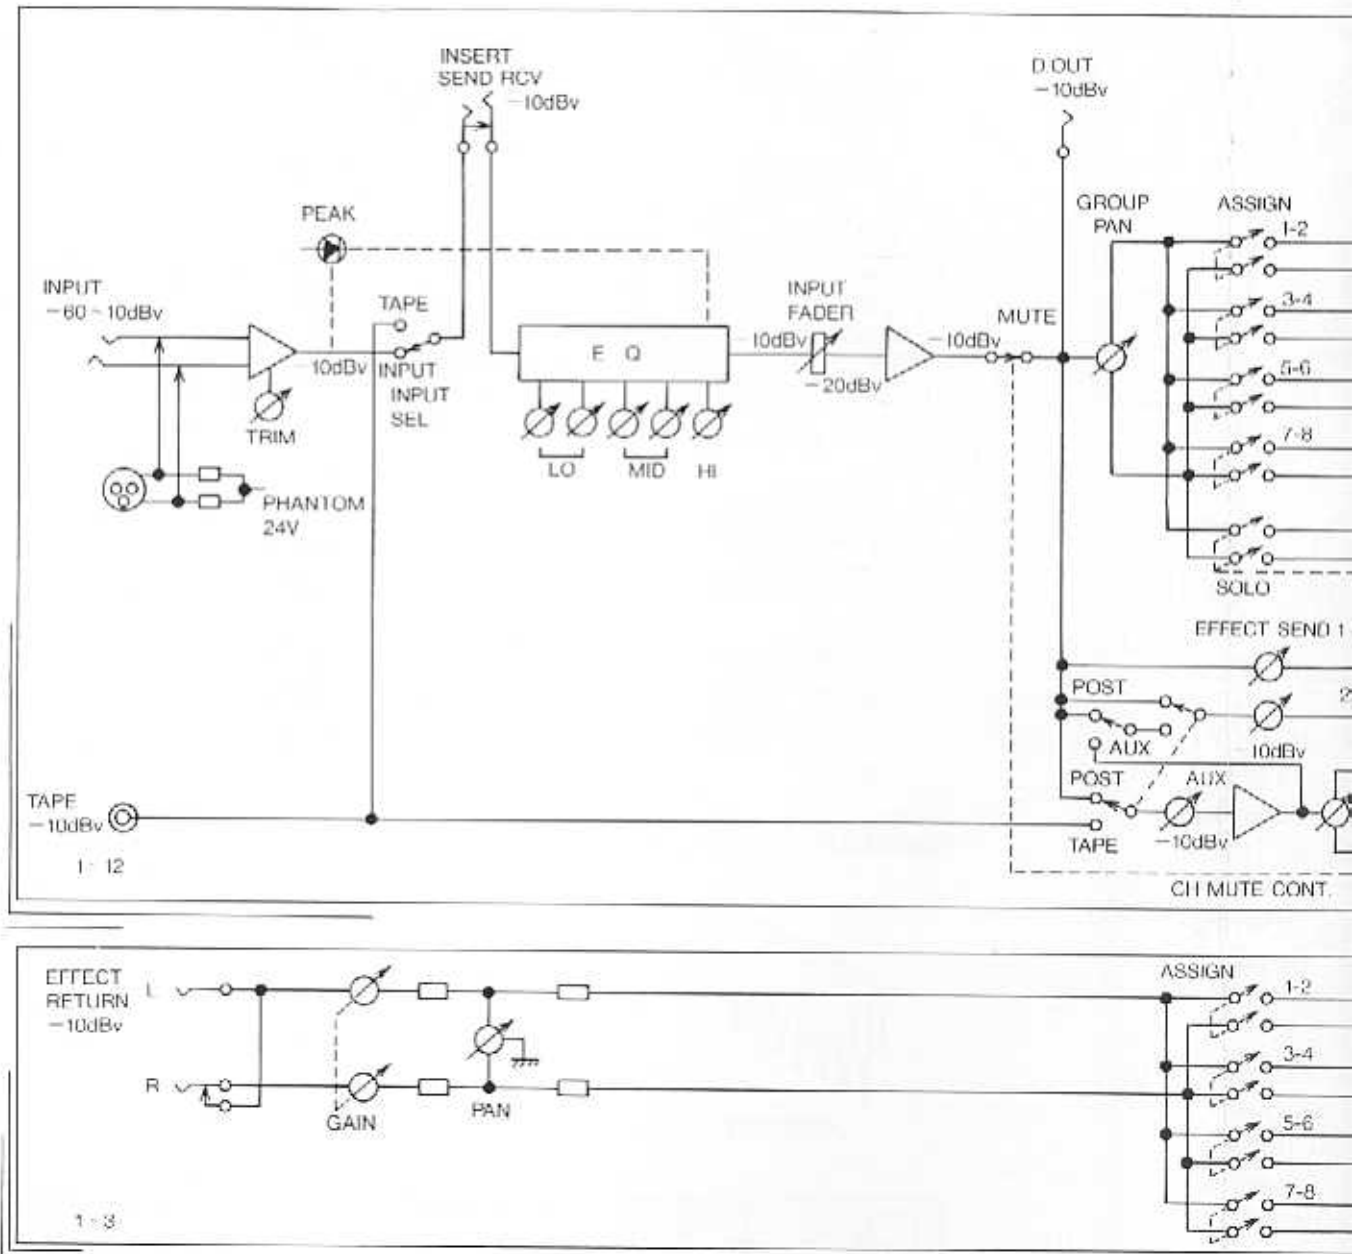 INSERT
SEND RCV
−10dBv
D.OUT
−10dBv
PEAK
GROUP
PAN
ASSIGN
1-2
INPUT
−60~−10dBv
TAPE
INPUT
FADER
3-4
−10dBv
INPUT
INPUT
SEL
TRIM
E Q
−10dBv
−20dBv
−10dBv
MUTE
5-6
LO
MID
HI
7-8
PHANTOM
24V
SOLO
EFFECT SEND 1
POST
2
AUX
−10dBv
POST
AUX
TAPE
−10dBv
TAPE
−10dBv
1-12
CH MUTE CONT.
EFFECT
RETURN
−10dBv
L
ASSIGN
1-2
3-4
R
GAIN
PAN
5-6
7-8
1-3